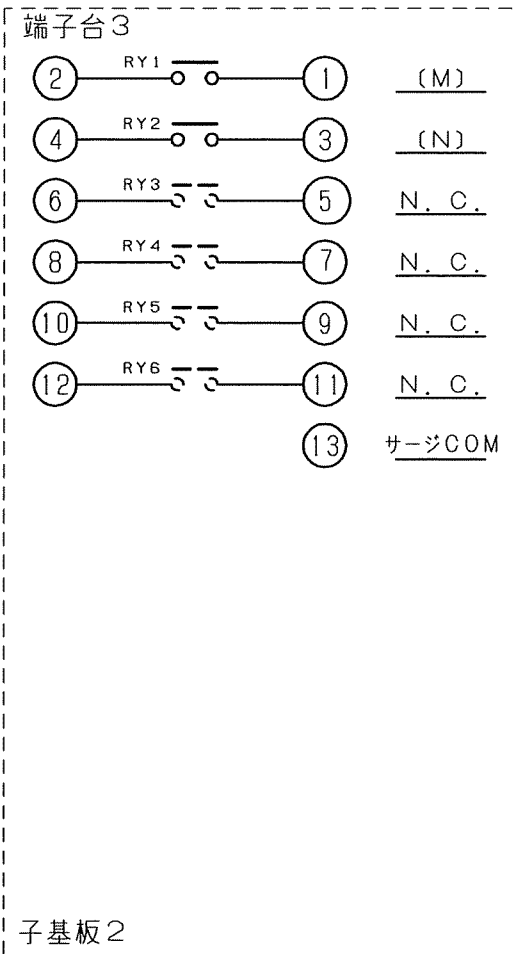 端子台3
② RY1 ① (M)
④ RY2 ③ (N)
⑥ RY3 ⑤ N. C.
⑧ RY4 ⑦ N. C.
⑩ RY5 ⑨ N. C.
⑫ RY6 ⑪ N. C.
⑬ サージCOM
子基板2